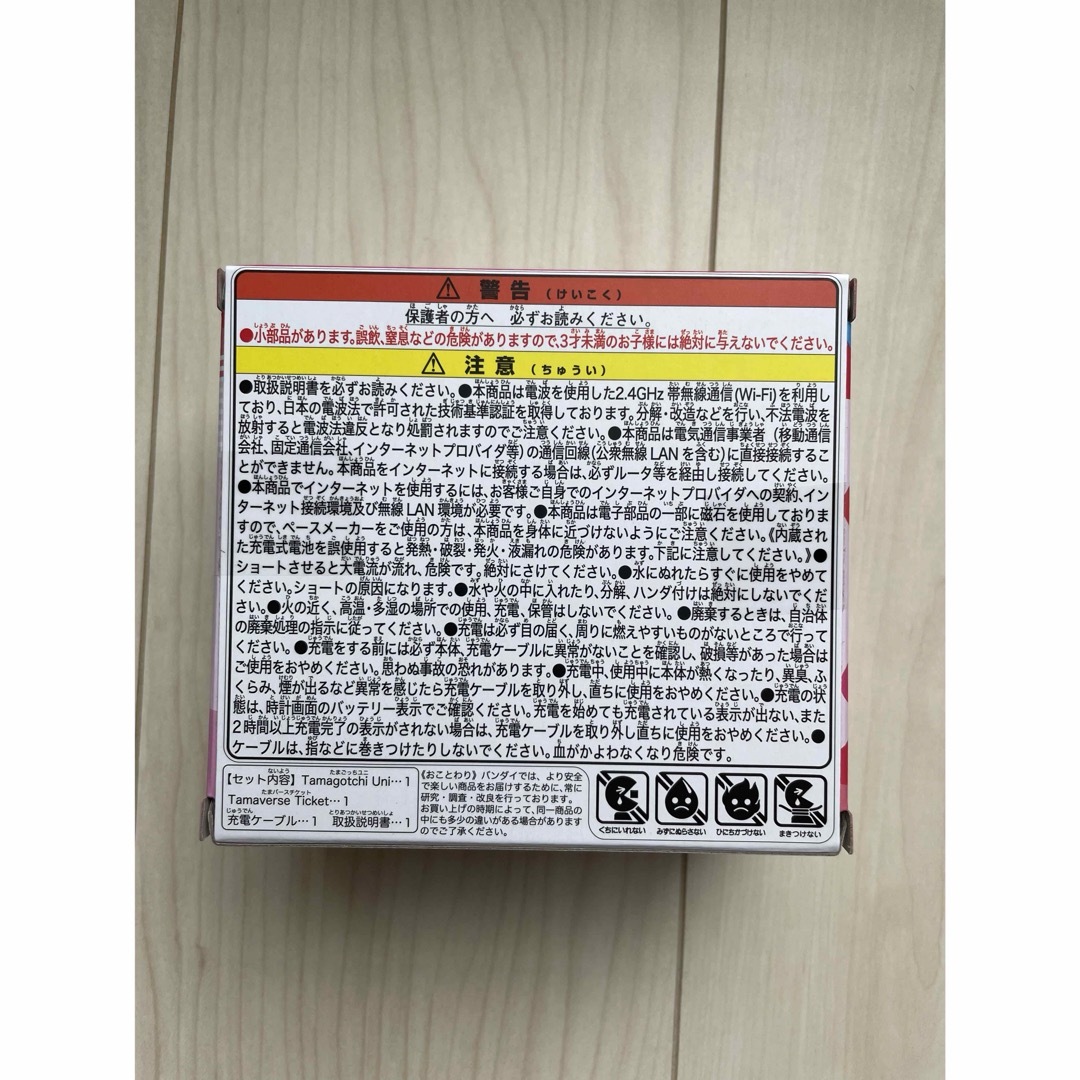 ⚠ 警告（けいこく）
保護者の方へ 必ずお読みください。
●小部品があります。誤飲、窒息などの危険がありますので、3才未満のお子様には絶対に与えないでください。
⚠ 注意（ちゅうい）
●取扱説明書を必ずお読みください。●本商品は電波を使用した2.4GHz帯無線通信(Wi-Fi)を利用し
ており、日本の電波法で許可された技術基準認証を取得しております。分解・改造などを行い、不法電波を
放射すると電波法違反となり処罰されますのでご注意ください。●本商品は電気通信事業者（移動通信
会社、固定通信会社、インターネットプロバイダ等）の通信回線(公衆無線LANを含む)に直接接続するこ
とができません。本商品をインターネットに接続する場合は、必ずルータ等を経由し接続してください。
●本商品でインターネットを使用するには、お客様ご自身でのインターネットプロバイダへの契約、イン
ターネット接続環境及び無線LAN環境が必要です。●本商品は電子部品の一部に磁石を使用しておりま
すので、ペースメーカーをご使用の方は、本商品を身体に近づけないようにご注意ください。《内蔵され
た充電式電池を誤使用すると発熱・破裂・発火・液漏れの危険があります。下記に注意してください。》●
ショートさせると大電流が流れ、危険です。絶対にさけてください。●水にぬれたらすぐに使用をやめて
ください。ショートの原因になります。●水や火の中に入れたり、分解、ハンダ付けは絶対にしないでくだ
さい。●火の近く、高温・多湿の場所での使用、充電、保管はしないでください。●廃棄するときは、自治体
の廃棄処理の指示に従ってください。●充電は必ず目の届く、周りに燃えやすいものがないところで行って
ください。●充電をする前には必ず本体、充電ケーブルに異常がないことを確認し、破損等があった場合は
ご使用をおやめください。思わぬ事故の恐れがあります。●充電中、使用中に本体が熱くなったり、異臭、ふ
くらみ、煙が出るなど異常を感じたら充電ケーブルを取り外し、直ちに使用をおやめください。●充電の状
態は、時計画面のバッテリー表示でご確認ください。充電を始めても充電されている表示が出ない、また
2時間以上充電完了の表示がされない場合は、充電ケーブルを取り外し直ちに使用をおやめください。●
ケーブルは、指などに巻きつけたりしないでください。血がかよわなくなり危険です。
【セット内容】Tamagotchi Uni…1
Tamaverse Ticket…1
充電ケーブル…1 取扱説明書…1
《おことわり》バンダイでは、より安全
で楽しい商品をお届けするために、常に
研究・調査・改良を行っております。
お買い上げの時期によって、同一商品の
中にも多少の違いがある場合があります
のでご了承ください。
くちにいれない みずにぬらさない ひにちかづけない まきつけない